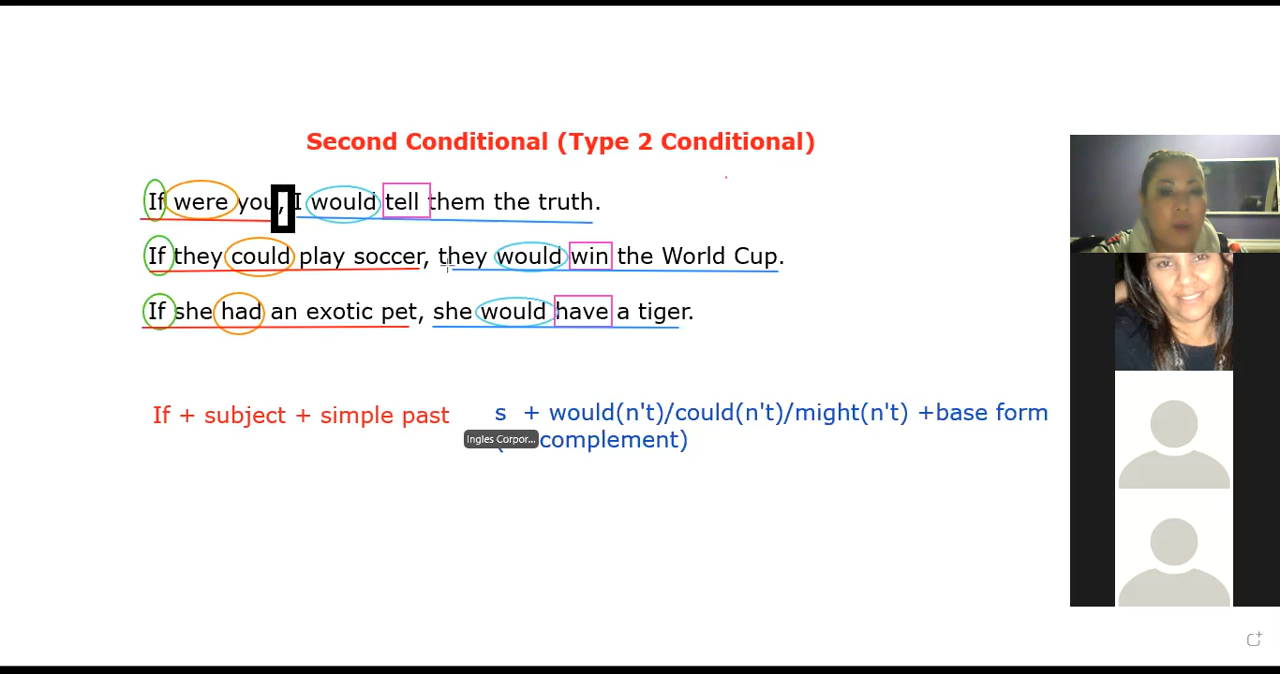 Second Conditional (Type 2 Conditional)
If were you, I would tell them the truth.
If they could play soccer, they would win the World Cup.
If she had an exotic pet, she would have a tiger.
If + subject + simple past
s + would(n't)/could(n't)/might(n't) +base form
Ingles Corpor...
complement)